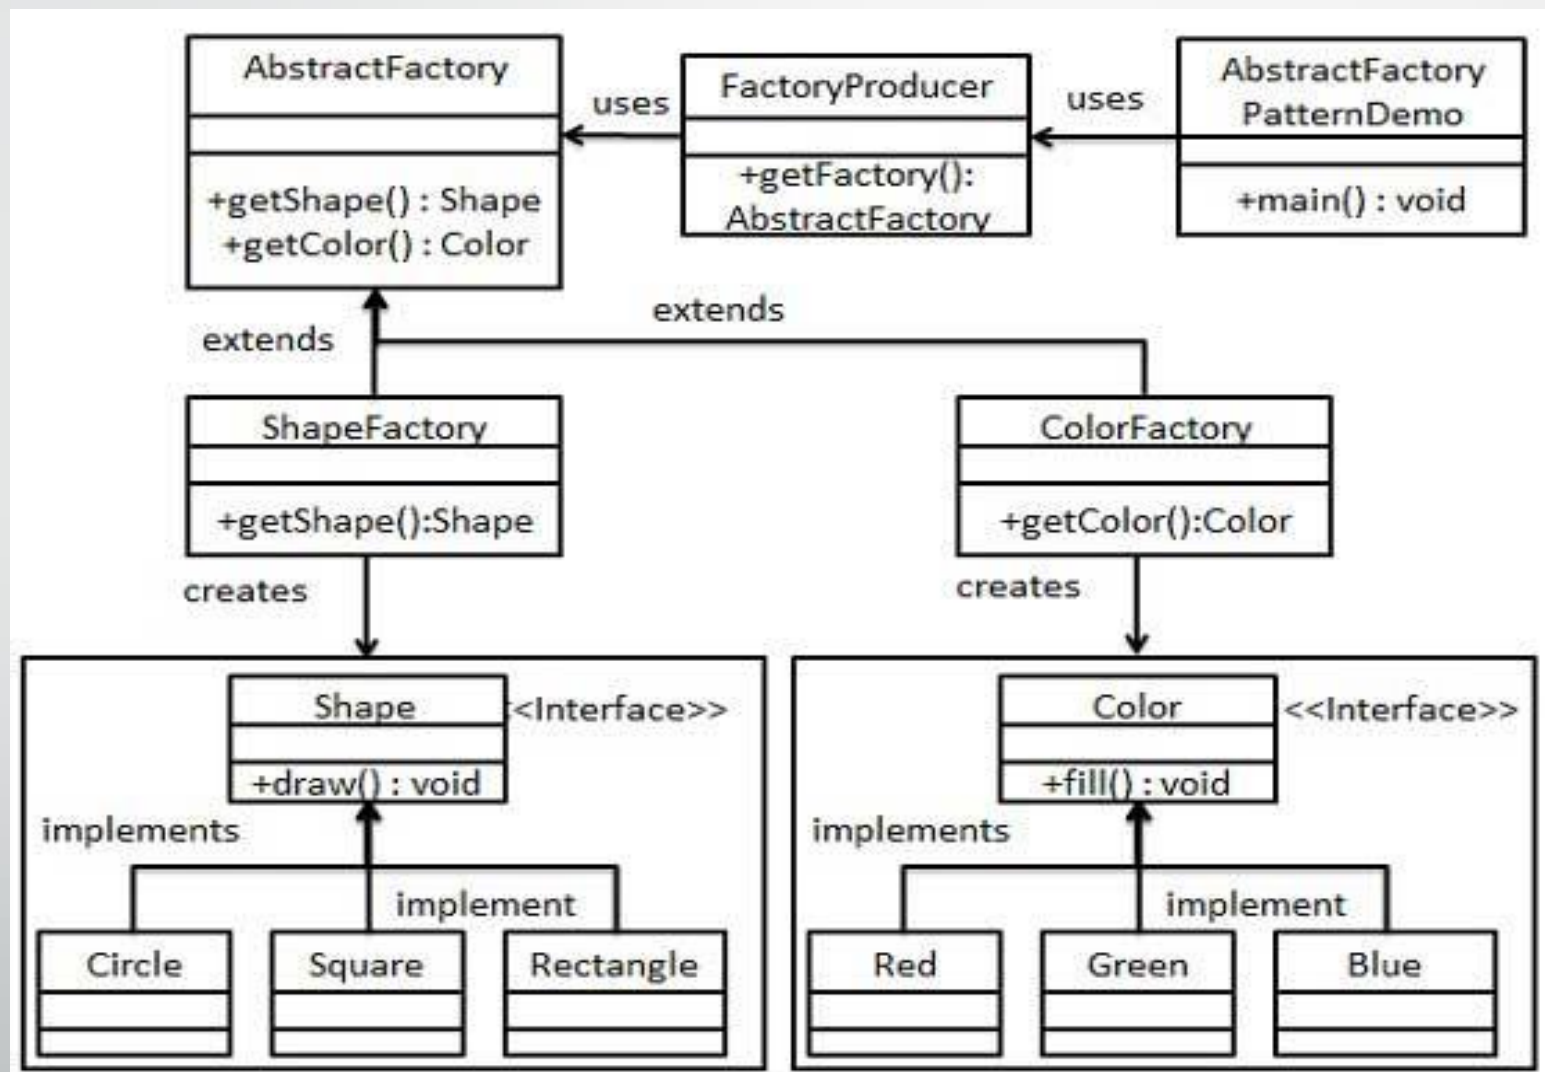 AbstractFactory
+getShape() : Shape
+getColor() : Color
uses
FactoryProducer
+getFactory():
AbstractFactory
uses
AbstractFactory
PatternDemo
+main() : void
extends
extends
ShapeFactory
+getShape():Shape
ColorFactory
+getColor():Color
creates
creates
Shape
<<Interface>>
+draw() : void
implements
implement
Circle
Square
Rectangle
Color
<<Interface>>
+fill() : void
implements
implement
Red
Green
Blue